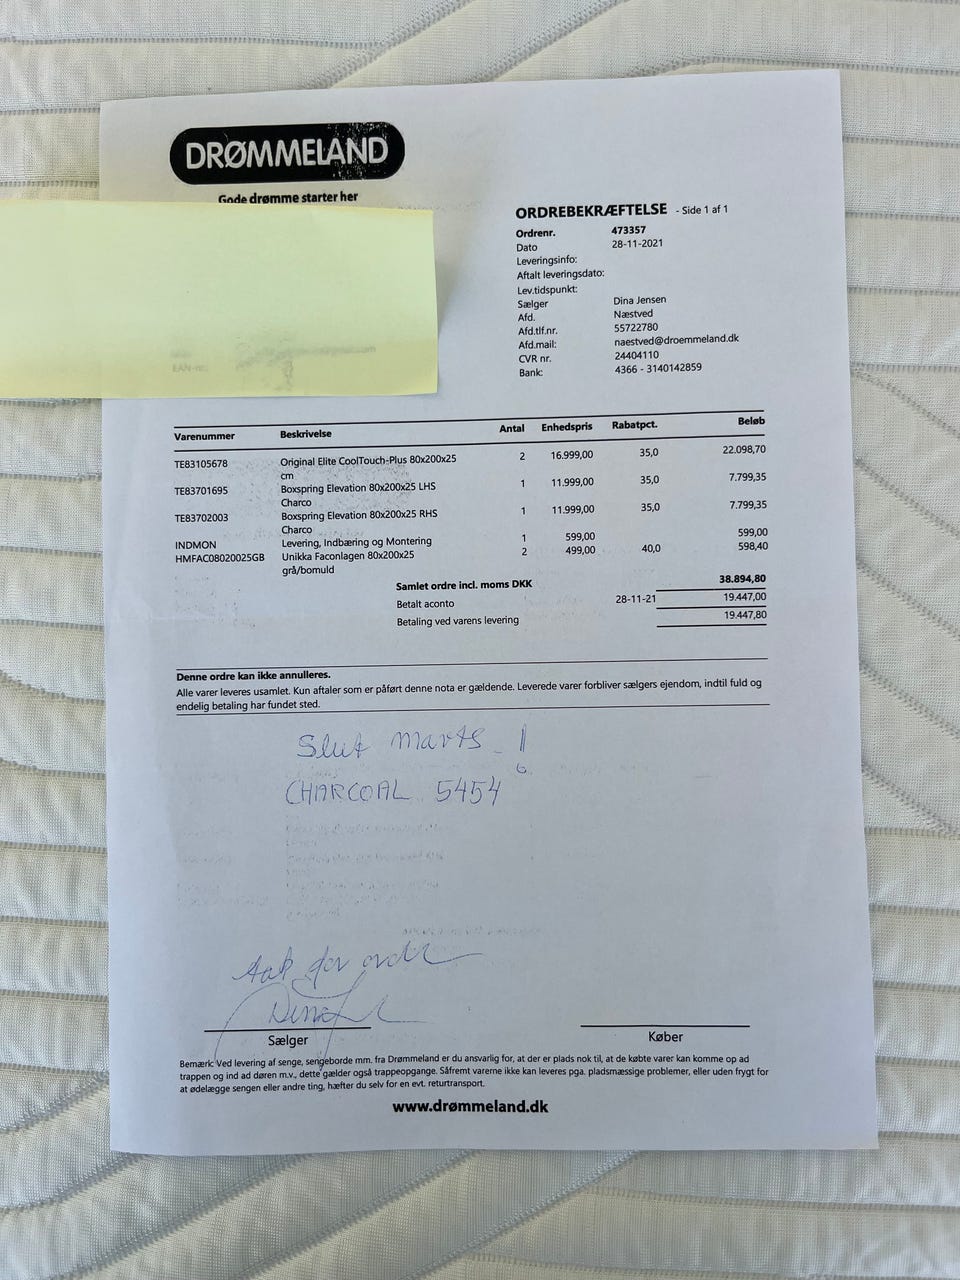 DRØMMELAND
Gode drømme starter her
ORDREBEKRÆFTELSE - Side 1 af 1
Ordrenr. 473357
Dato 28-11-2021
Leveringsinfo:
Aftalt leveringsdato:
Lev.tidspunkt:
Sælger Dina Jensen
Afd. Næstved
Afd.tlf.nr. 55722780
Afd.mail: naestved@droemmeland.dk
CVR nr. 24404110
Bank: 4366 - 3140142859
EAN-nr.
Varenummer Beskrivelse Antal Enhedspris Rabatpct. Beløb
TE83105678 Original Elite CoolTouch-Plus 80x200x25 2 16.999,00 35,0 22.098,70
cm
TE83701695 Boxspring Elevation 80x200x25 LHS 1 11.999,00 35,0 7.799,35
Charco
TE83702003 Boxspring Elevation 80x200x25 RHS 1 11.999,00 35,0 7.799,35
Charco
INDMON Levering, Indbæring og Montering 1 599,00 599,00
HMFAC08020025GB Unikka Faconlagen 80x200x25 2 499,00 40,0 598,40
grå/bomuld
Samlet ordre incl. moms DKK 38.894,80
Betalt aconto 28-11-21 19.447,00
Betaling ved varens levering 19.447,80
Denne ordre kan ikke annulleres.
Alle varer leveres usamlet. Kun aftaler som er påført denne nota er gældende. Leverede varer forbliver sælgers ejendom, indtil fuld og
endelig betaling har fundet sted.
Slut marts !
CHARCOAL 5454
tak for ordre
Dina
Sælger Køber
Bemærk: Ved levering af senge, sengeborde mm. fra Drømmeland er du ansvarlig for, at der er plads nok til, at de købte varer kan komme op ad
trappen og ind ad døren m.v., dette gælder også trappeopgange. Såfremt varerne ikke kan leveres pga. pladsmæssige problemer, eller uden frygt for
at ødelægge sengen eller andre ting, hæfter du selv for en evt. returtransport.
www.drømmeland.dk